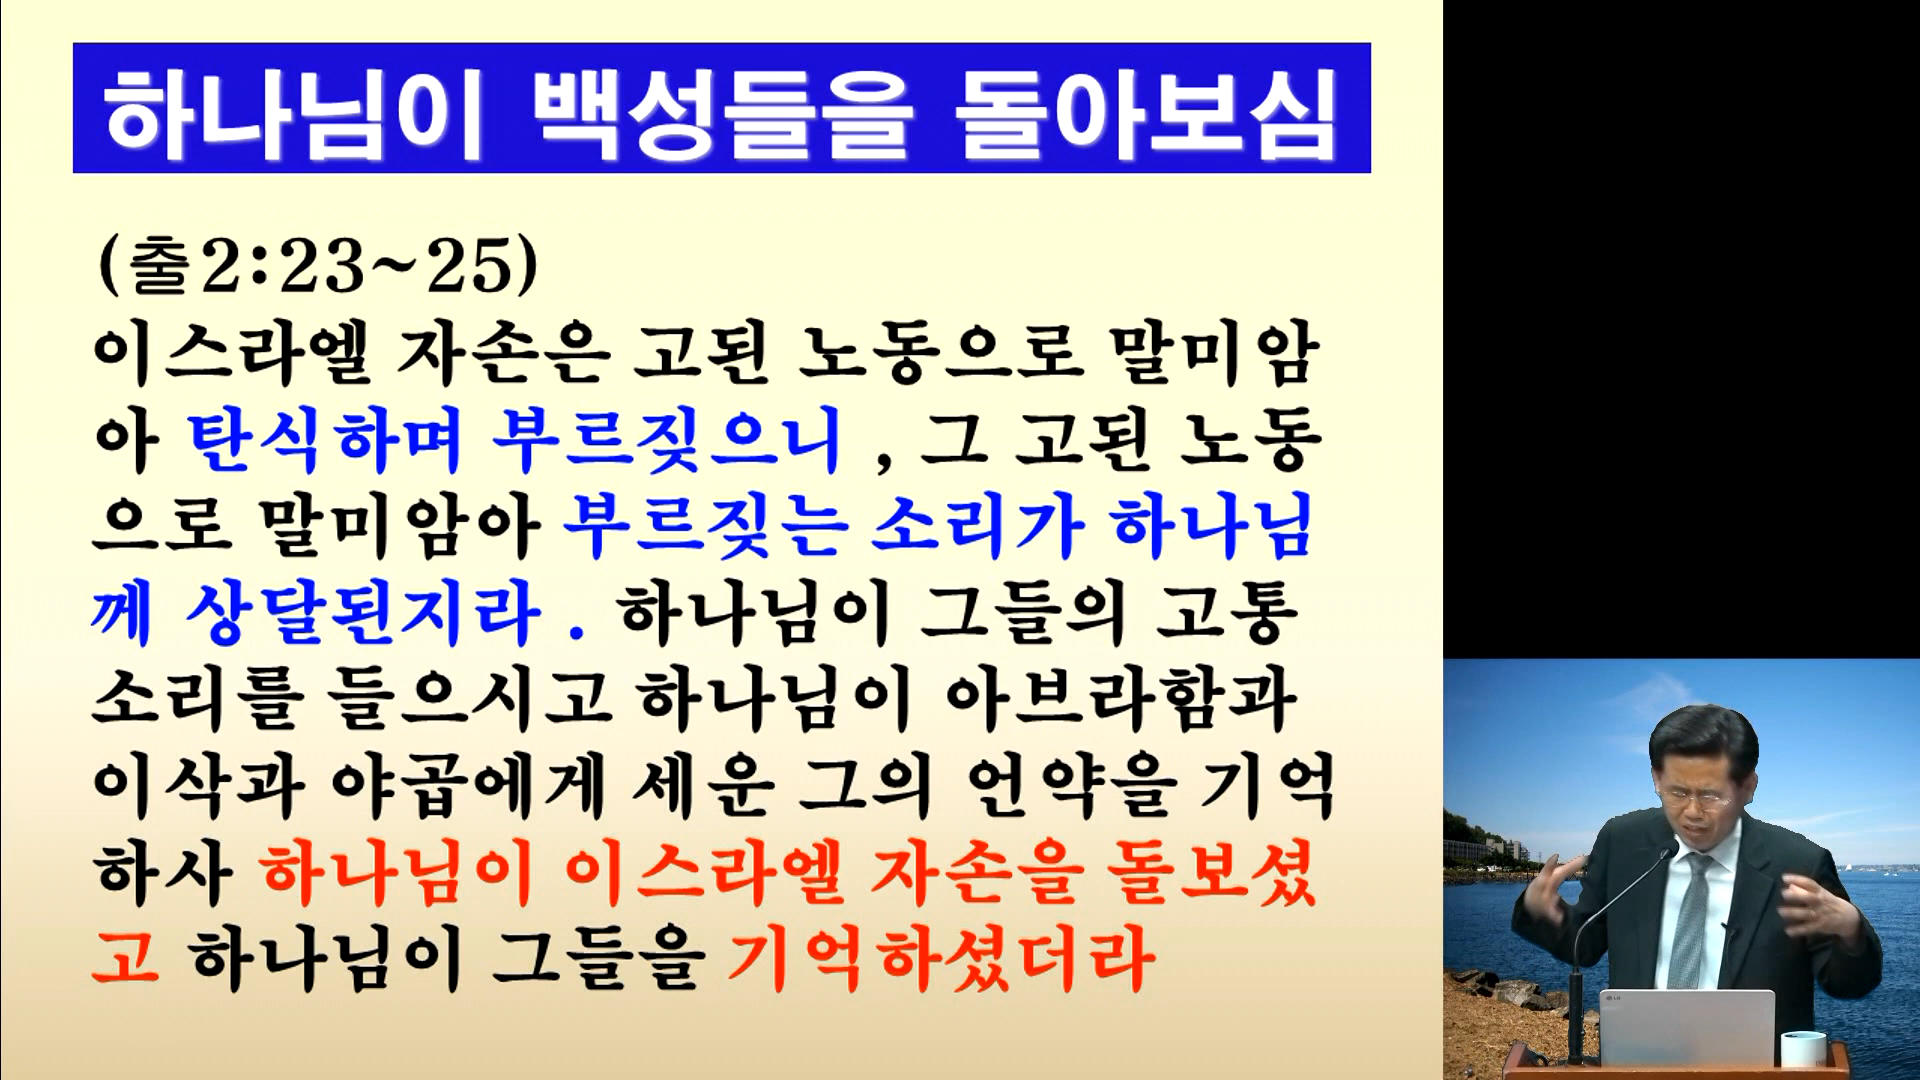 하나님이 백성들을 돌아보심
(출2:23~25)
이스라엘 자손은 고된 노동으로 말미암
아 탄식하며 부르짖으니 , 그 고된 노동
으로 말미암아 부르짖는 소리가 하나님
께 상달된지라 . 하나님이 그들의 고통
소리를 들으시고 하나님이 아브라함과
이삭과 야곱에게 세운 그의 언약을 기억
하사 하나님이 이스라엘 자손을 돌보셨
고 하나님이 그들을 기억하셨더라
LG